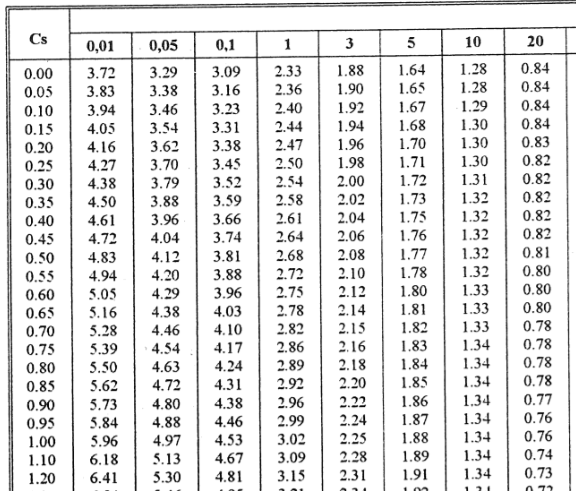 Cs 0,01 0,05 0,1 1 3 5 10 20
0.00 3.72 3.29 3.09 2.33 1.88 1.64 1.28 0.84
0.05 3.83 3.38 3.16 2.36 1.90 1.65 1.28 0.84
0.10 3.94 3.46 3.23 2.40 1.92 1.67 1.29 0.84
0.15 4.05 3.54 3.31 2.44 1.94 1.68 1.30 0.84
0.20 4.16 3.62 3.38 2.47 1.96 1.70 1.30 0.83
0.25 4.27 3.70 3.45 2.50 1.98 1.71 1.30 0.82
0.30 4.38 3.79 3.52 2.54 2.00 1.72 1.31 0.82
0.35 4.50 3.88 3.59 2.58 2.02 1.73 1.32 0.82
0.40 4.61 3.96 3.66 2.61 2.04 1.75 1.32 0.82
0.45 4.72 4.04 3.74 2.64 2.06 1.76 1.32 0.82
0.50 4.83 4.12 3.81 2.68 2.08 1.77 1.32 0.81
0.55 4.94 4.20 3.88 2.72 2.10 1.78 1.32 0.80
0.60 5.05 4.29 3.96 2.75 2.12 1.80 1.33 0.80
0.65 5.16 4.38 4.03 2.78 2.14 1.81 1.33 0.80
0.70 5.28 4.46 4.10 2.82 2.15 1.82 1.33 0.78
0.75 5.39 4.54 4.17 2.86 2.16 1.83 1.34 0.78
0.80 5.50 4.63 4.24 2.89 2.18 1.84 1.34 0.78
0.85 5.62 4.72 4.31 2.92 2.20 1.85 1.34 0.78
0.90 5.73 4.80 4.38 2.96 2.22 1.86 1.34 0.77
0.95 5.84 4.88 4.46 2.99 2.24 1.87 1.34 0.76
1.00 5.96 4.97 4.53 3.02 2.25 1.88 1.34 0.76
1.10 6.18 5.13 4.67 3.09 2.28 1.89 1.34 0.74
1.20 6.41 5.30 4.81 3.15 2.31 1.91 1.34 0.73